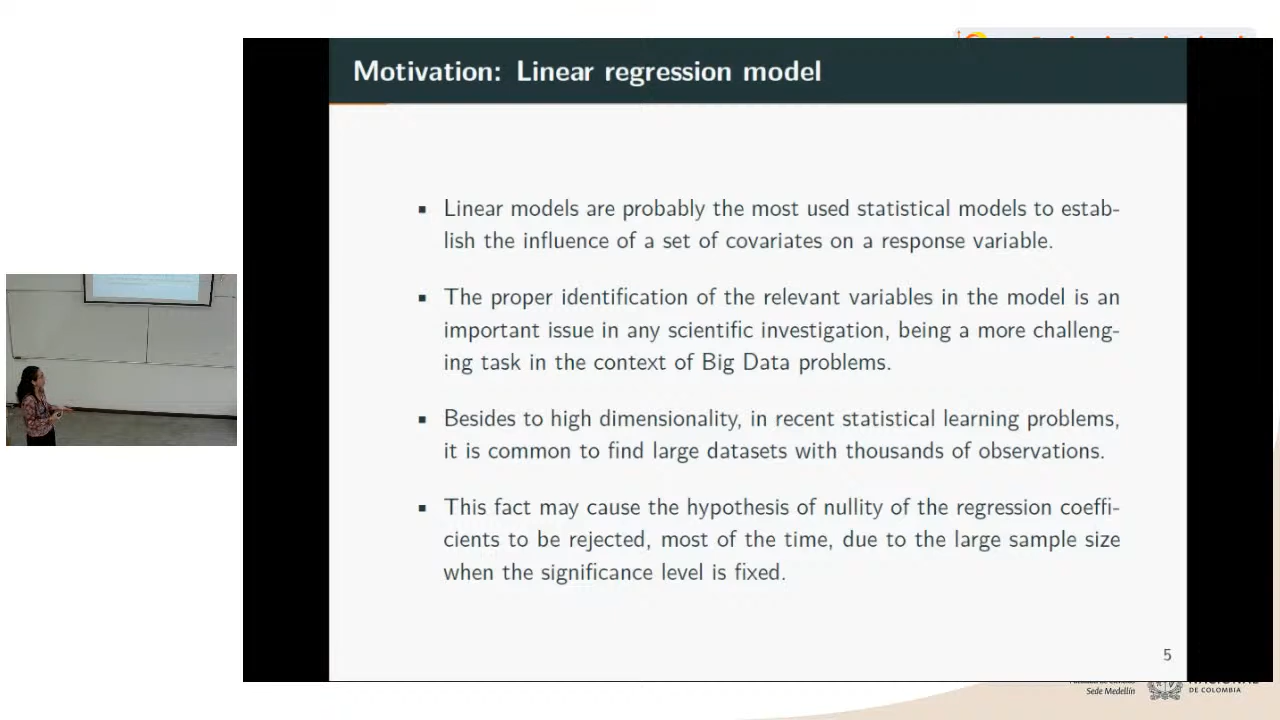 Motivation: Linear regression model
Linear models are probably the most used statistical models to estab-
lish the influence of a set of covariates on a response variable.
The proper identification of the relevant variables in the model is an
important issue in any scientific investigation, being a more challeng-
ing task in the context of Big Data problems.
Besides to high dimensionality, in recent statistical learning problems,
it is common to find large datasets with thousands of observations.
This fact may cause the hypothesis of nullity of the regression coeffi-
cients to be rejected, most of the time, due to the large sample size
when the significance level is fixed.
5
Sede Medellín
DE COLOMBIA